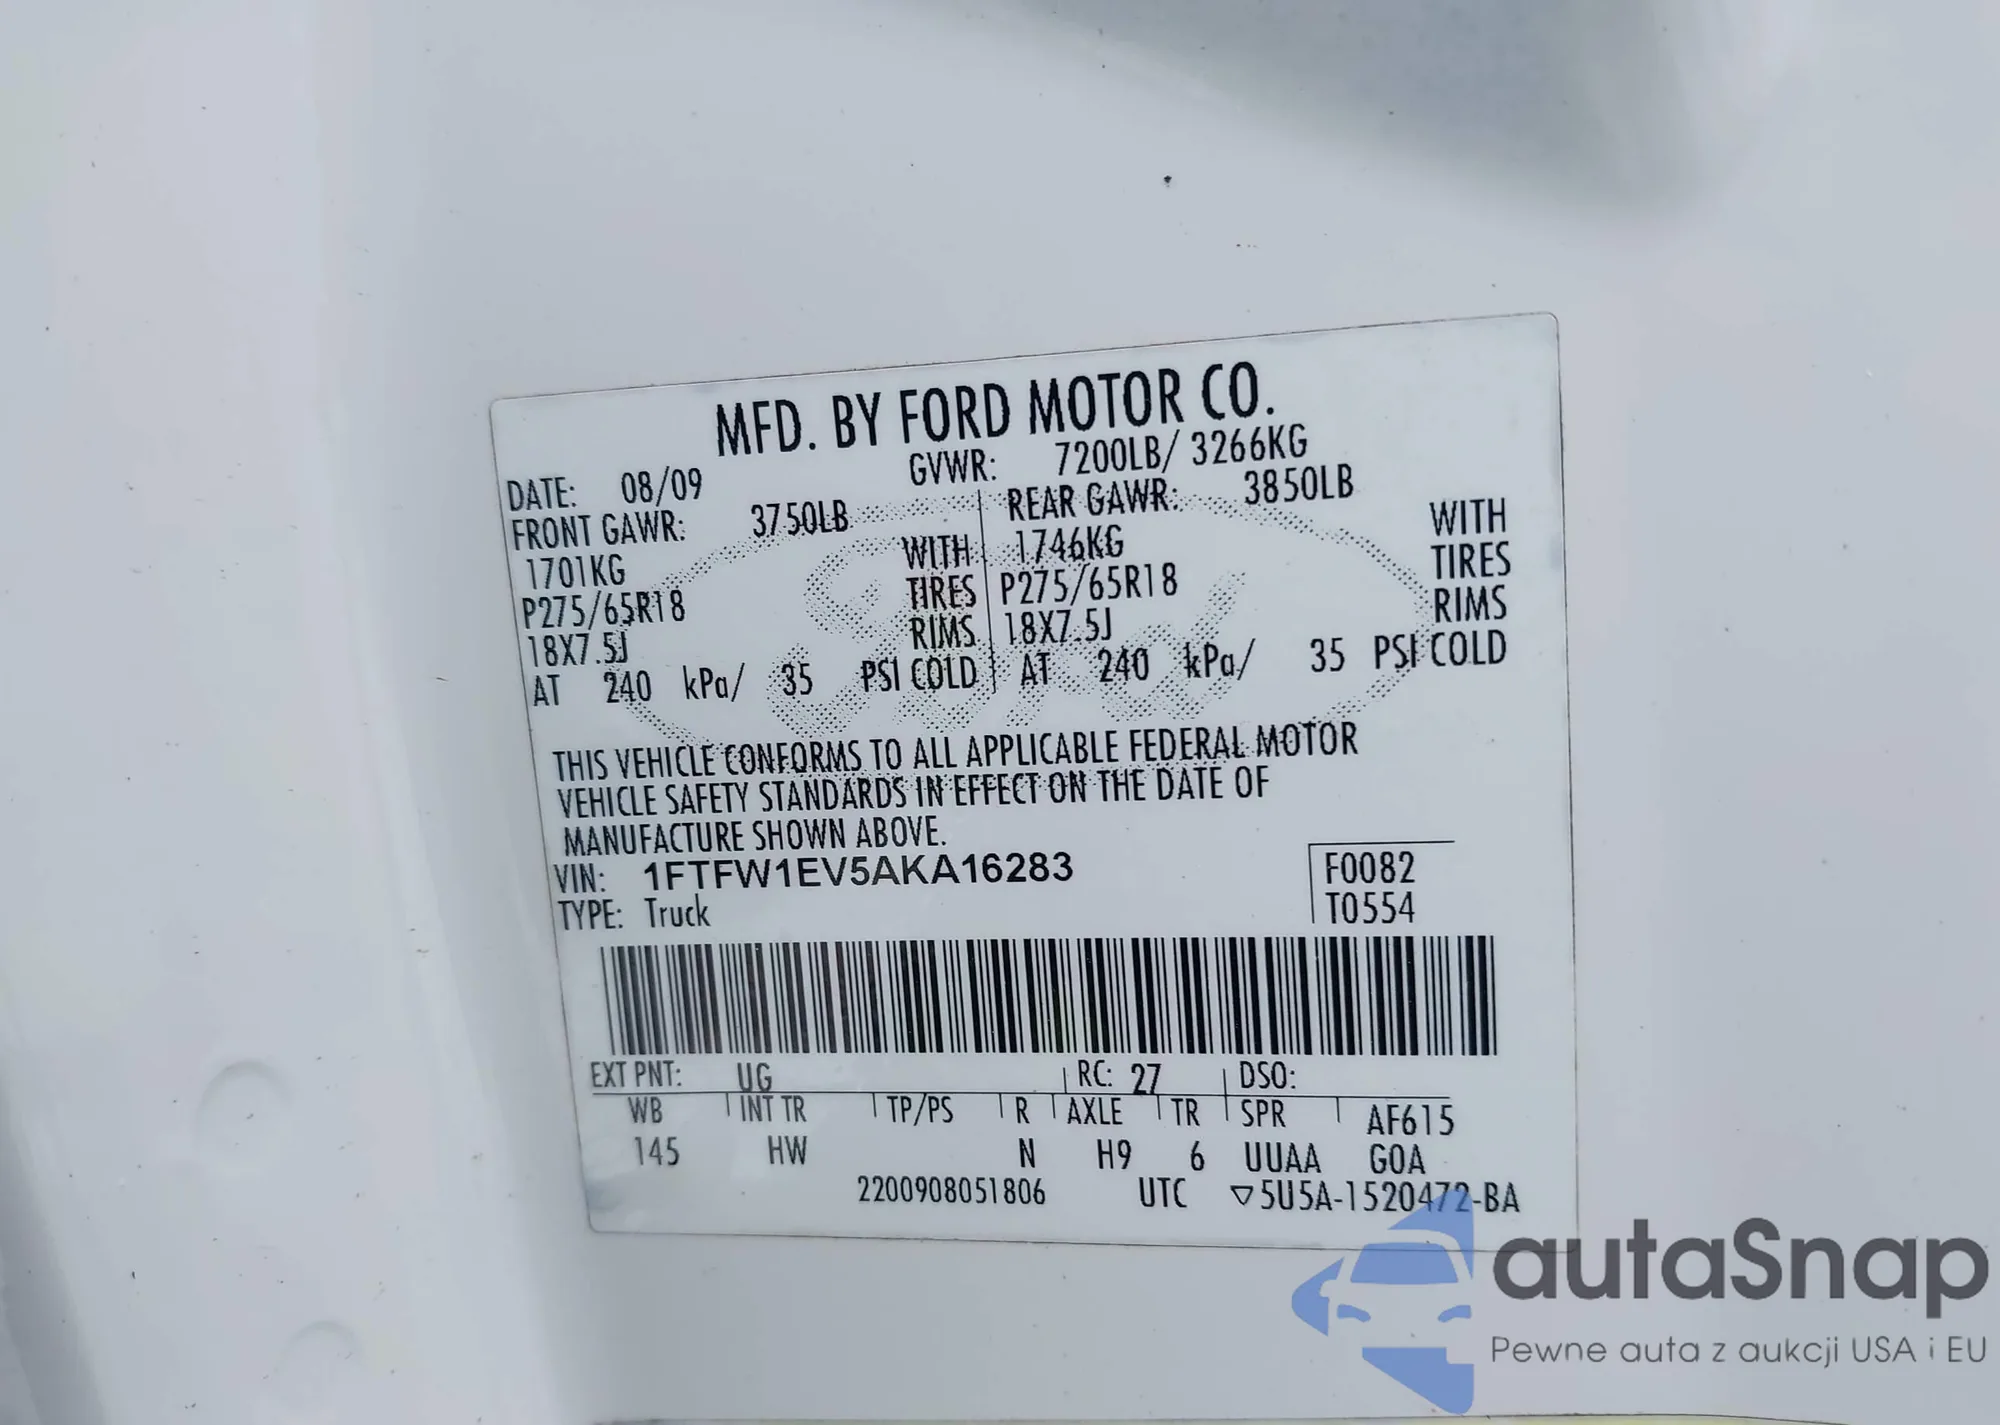 MFD. BY FORD MOTOR CO.
DATE: 08/09 GVWR: 7200LB/ 3266KG
FRONT GAWR: 3750LB REAR GAWR: 3850LB
1701KG WITH 1746KG WITH
P275/65R18 TIRES P275/65R18 TIRES
18X7.5J RIMS 18X7.5J RIMS
AT 240 kPa/ 35 PSI COLD AT 240 kPa/ 35 PSI COLD
THIS VEHICLE CONFORMS TO ALL APPLICABLE FEDERAL MOTOR
VEHICLE SAFETY STANDARDS IN EFFECT ON THE DATE OF
MANUFACTURE SHOWN ABOVE.
VIN: 1FTFW1EV5AKA16283 F0082
TYPE: Truck T0554
EXT PNT: UG RC: 27 DSO:
WB INT TR TP/PS R AXLE TR SPR AF615
145 HW N H9 6 UUAA GOA
2200908051806 UTC ▽5U5A-1520472-BA
autaSnap
Pewne auta z aukcji USA i EU